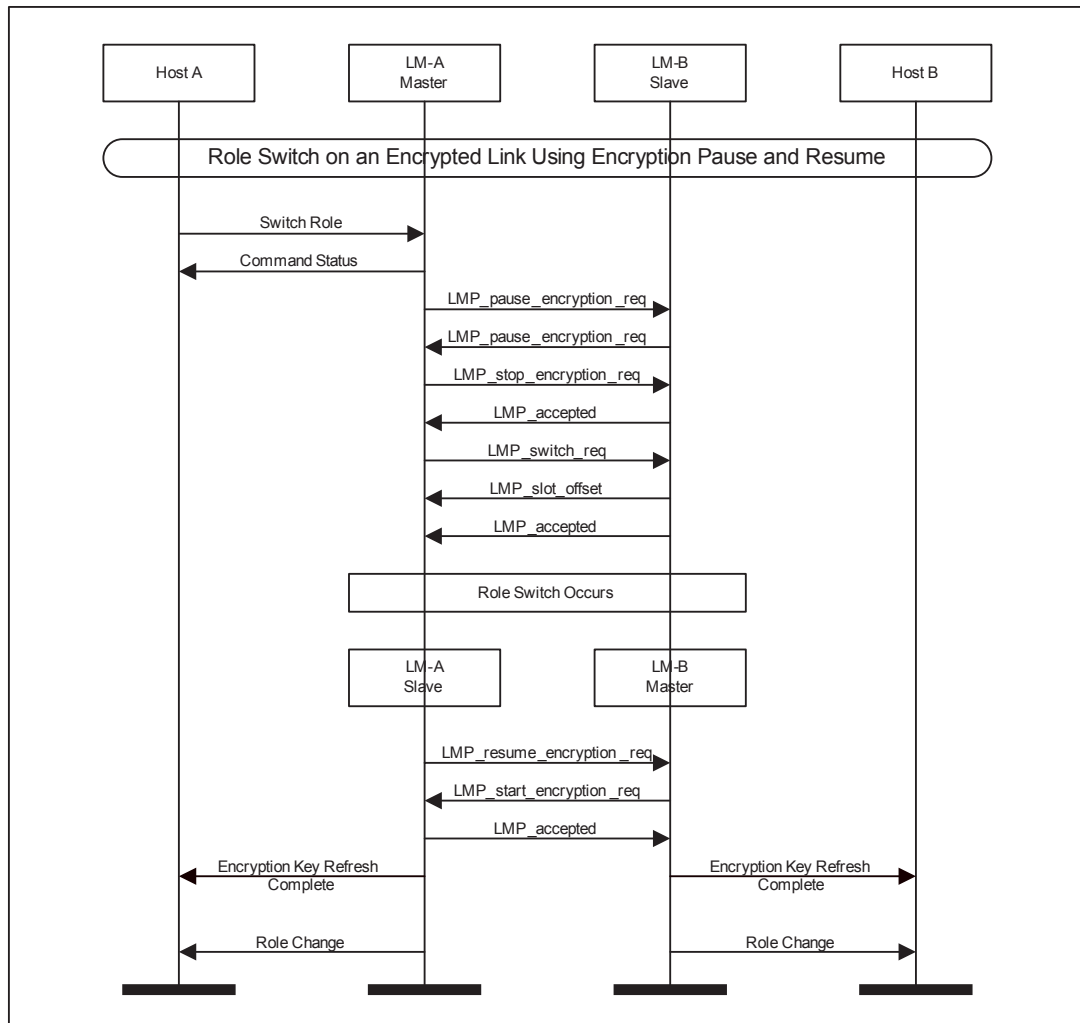 Host A
LM-A
Master
LM-B
Slave
Host B
Role Switch on an Encrypted Link Using Encryption Pause and Resume
Switch Role
Command Status
LMP_pause_encryption_req
LMP_pause_encryption_req
LMP_stop_encryption_req
LMP_accepted
LMP_switch_req
LMP_slot_offset
LMP_accepted
Role Switch Occurs
LM-A
Slave
LM-B
Master
LMP_resume_encryption_req
LMP_start_encryption_req
LMP_accepted
Encryption Key Refresh
Complete
Encryption Key Refresh
Complete
Role Change
Role Change